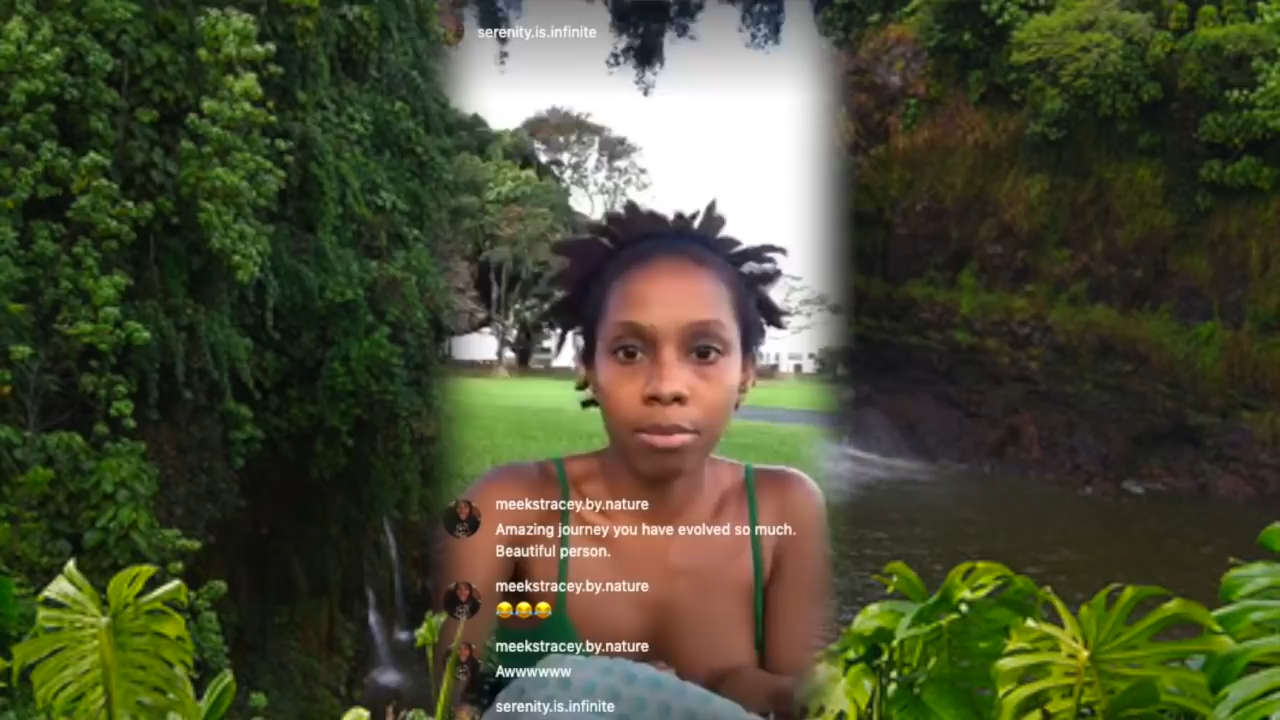 serenity.is.infinite
meekstracey.by.nature
Amazing journey you have evolved so much.
Beautiful person.
meekstracey.by.nature
😂😂😂
meekstracey.by.nature
Awwwwww
serenity.is.infinite